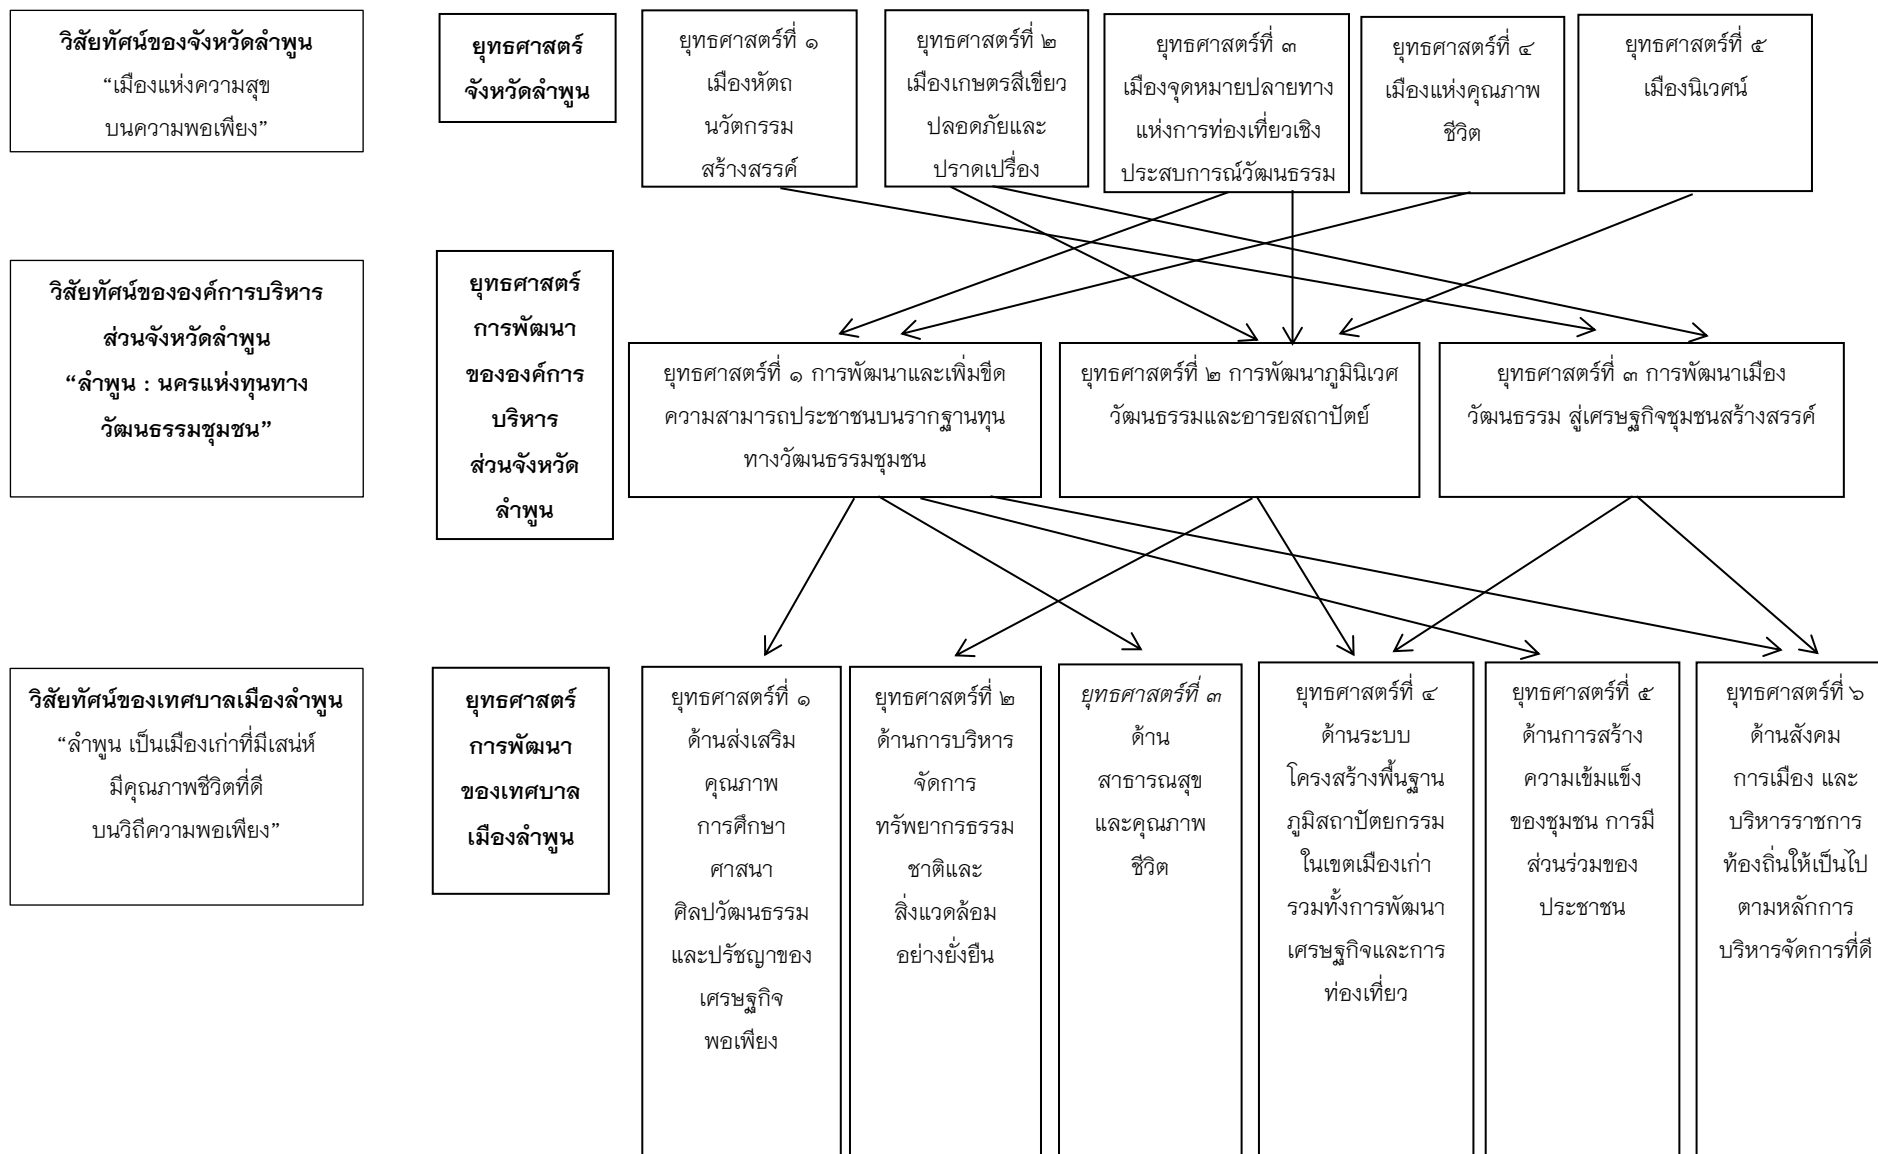 วิสัยทัศน์ของจังหวัดลำพูน
“เมืองแห่งความสุข
บนความพอเพียง”
ยุทธศาสตร์
จังหวัดลำพูน
ยุทธศาสตร์ที่ ๑
เมืองหัตถ
นวัตกรรม
สร้างสรรค์
ยุทธศาสตร์ที่ ๒
เมืองเกษตรสีเขียว
ปลอดภัยและ
ปราดเปรื่อง
ยุทธศาสตร์ที่ ๓
เมืองจุดหมายปลายทาง
แห่งการท่องเที่ยวเชิง
ประสบการณ์วัฒนธรรม
ยุทธศาสตร์ที่ ๔
เมืองแห่งคุณภาพ
ชีวิต
ยุทธศาสตร์ที่ ๕
เมืองนิเวศน์
วิสัยทัศน์ขององค์การบริหาร
ส่วนจังหวัดลำพูน
“ลำพูน : นครแห่งทุนทาง
วัฒนธรรมชุมชน”
ยุทธศาสตร์
การพัฒนา
ขององค์การ
บริหาร
ส่วนจังหวัด
ลำพูน
ยุทธศาสตร์ที่ ๑ การพัฒนาและเพิ่มขีด
ความสามารถประชาชนบนรากฐานทุน
ทางวัฒนธรรมชุมชน
ยุทธศาสตร์ที่ ๒ การพัฒนาภูมินิเวศ
วัฒนธรรมและอารยสถาปัตย์
ยุทธศาสตร์ที่ ๓ การพัฒนาเมือง
วัฒนธรรม สู่เศรษฐกิจชุมชนสร้างสรรค์
วิสัยทัศน์ของเทศบาลเมืองลำพูน
“ลำพูน เป็นเมืองเก่าที่มีเสน่ห์
มีคุณภาพชีวิตที่ดี
บนวิถีความพอเพียง”
ยุทธศาสตร์
การพัฒนา
ของเทศบาล
เมืองลำพูน
ยุทธศาสตร์ที่ ๑
ด้านส่งเสริม
คุณภาพ
การศึกษา
ศาสนา
ศิลปวัฒนธรรม
และปรัชญาของ
เศรษฐกิจ
พอเพียง
ยุทธศาสตร์ที่ ๒
ด้านการบริหาร
จัดการ
ทรัพยากรธรรม
ชาติและ
สิ่งแวดล้อม
อย่างยั่งยืน
ยุทธศาสตร์ที่ ๓
ด้าน
สาธารณสุข
และคุณภาพ
ชีวิต
ยุทธศาสตร์ที่ ๔
ด้านระบบ
โครงสร้างพื้นฐาน
ภูมิสถาปัตยกรรม
ในเขตเมืองเก่า
รวมทั้งการพัฒนา
เศรษฐกิจและการ
ท่องเที่ยว
ยุทธศาสตร์ที่ ๕
ด้านการสร้าง
ความเข้มแข็ง
ของชุมชน การมี
ส่วนร่วมของ
ประชาชน
ยุทธศาสตร์ที่ ๖
ด้านสังคม
การเมือง และ
บริหารราชการ
ท้องถิ่นให้เป็นไป
ตามหลักการ
บริหารจัดการที่ดี